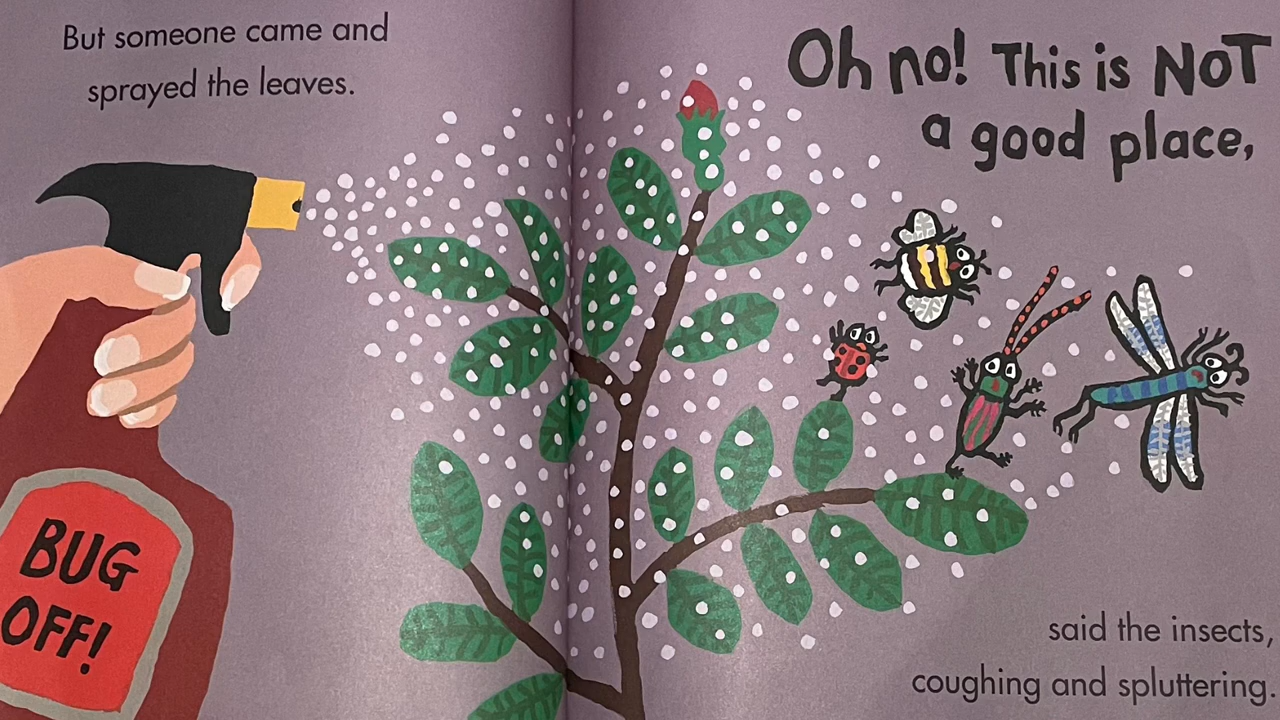 But someone came and
sprayed the leaves.
BUG
OFF!
Oh no! This is NOT
a good place,
said the insects,
coughing and spluttering.